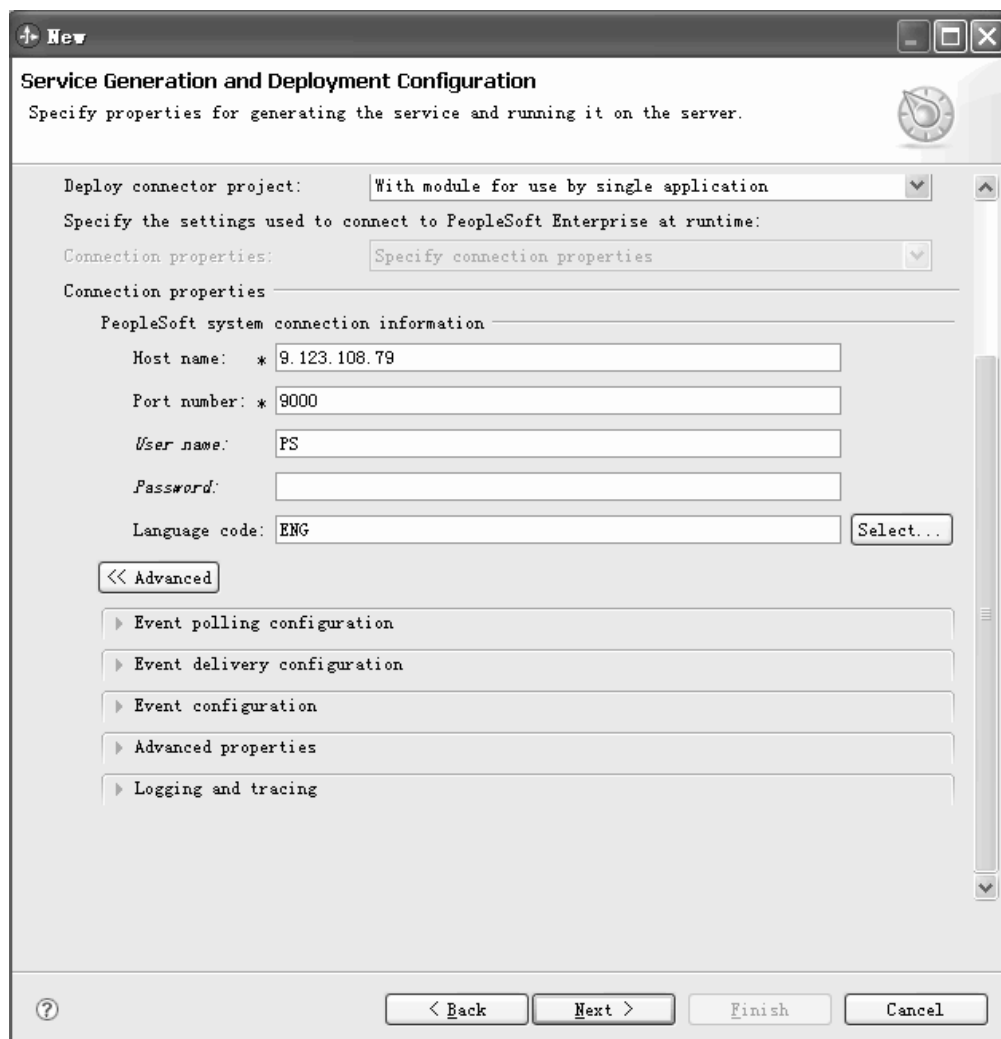 New
Service Generation and Deployment Configuration
Specify properties for generating the service and running it on the server.
Deploy connector project: With module for use by single application
Specify the settings used to connect to PeopleSoft Enterprise at runtime:
Connection properties: Specify connection properties
Connection properties
PeopleSoft system connection information
Host name: * 9.123.108.79
Port number: * 9000
User name: PS
Password:
Language code: ENG Select...
<< Advanced
Event polling configuration
Event delivery configuration
Event configuration
Advanced properties
Logging and tracing
? < Back Next > Finish Cancel